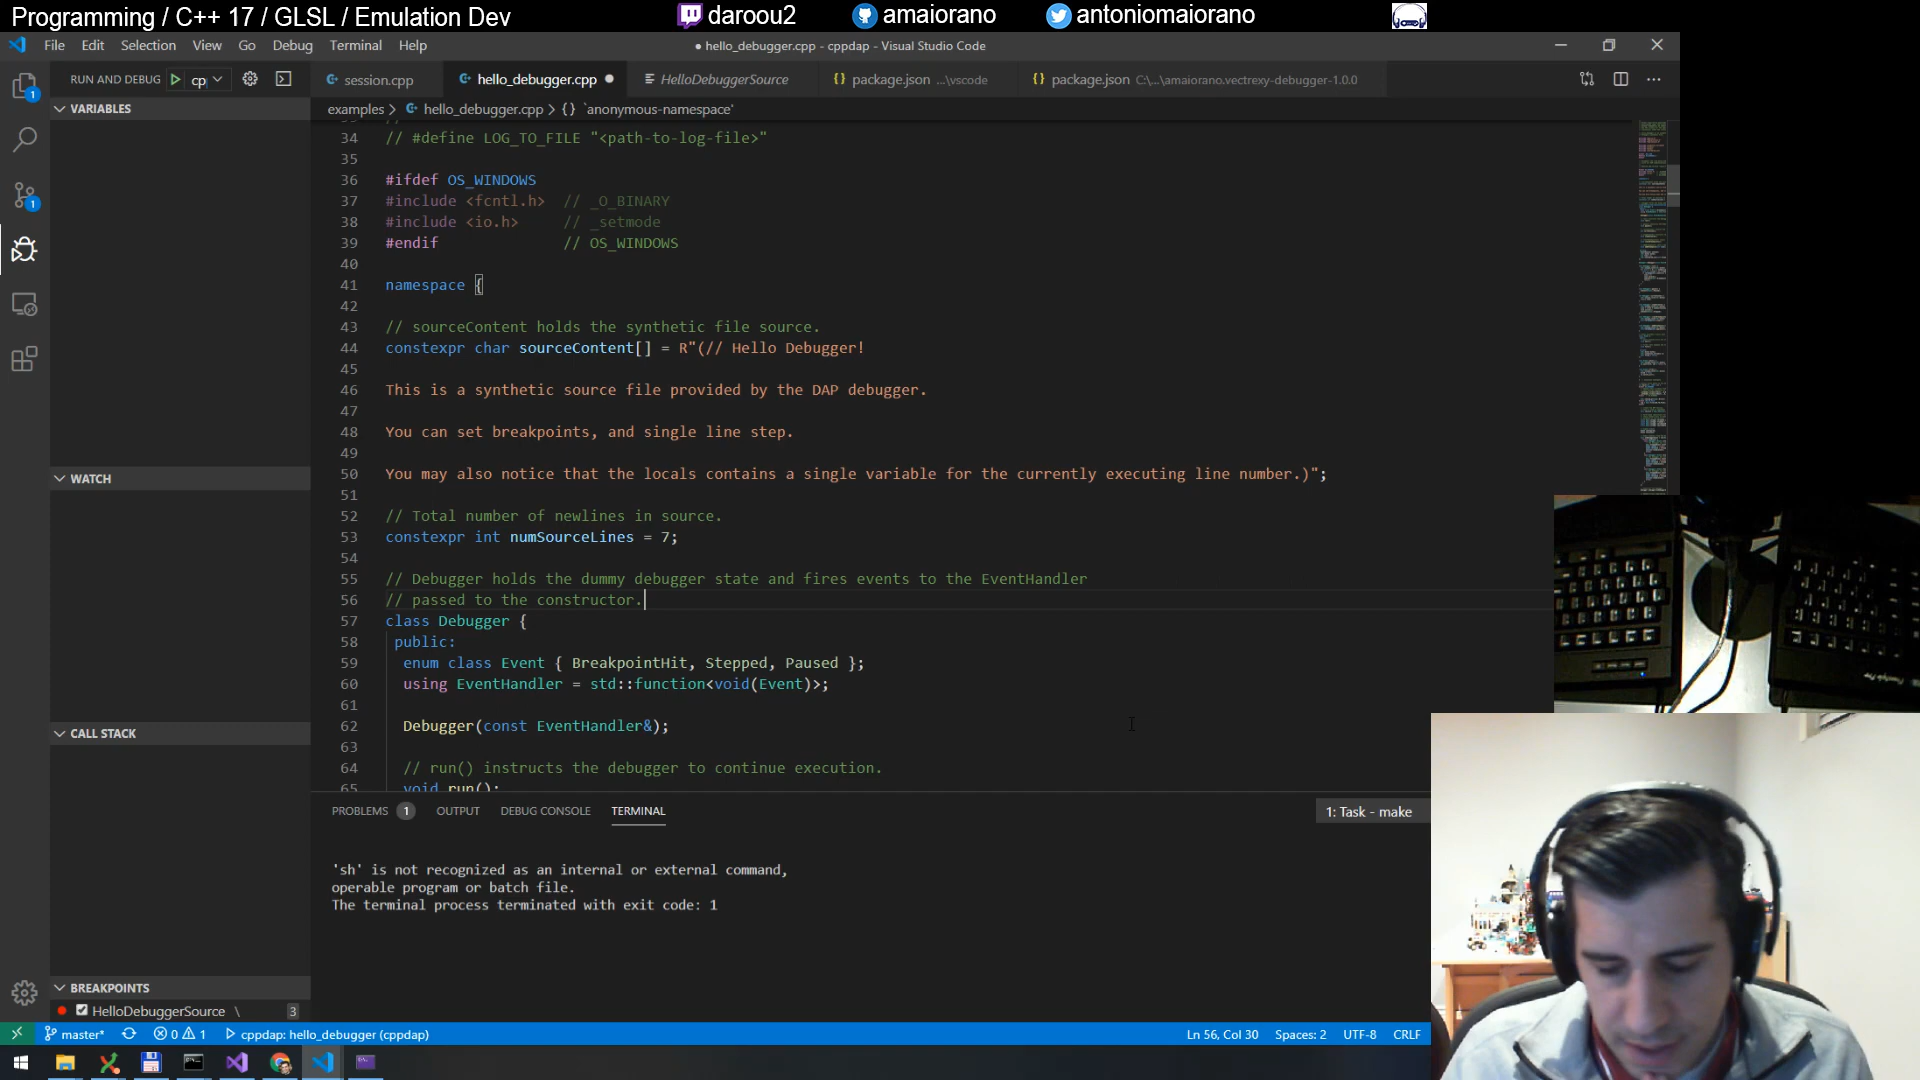 Programming / C++ 17 / GLSL / Emulation Dev
daroou2
amaiorano
antoniomaiorano
File Edit Selection View Go Debug Terminal Help
● hello_debugger.cpp - cppdap - Visual Studio Code
RUN AND DEBUG cp
session.cpp
hello_debugger.cpp
HelloDebuggerSource
package.json ...\vscode
package.json C:\...\amaiorano.vectrexy-debugger-1.0.0
examples > hello_debugger.cpp > {} `anonymous-namespace'
VARIABLES
WATCH
CALL STACK
BREAKPOINTS
HelloDebuggerSource \ 3
34 // #define LOG_TO_FILE "<path-to-log-file>"
35
36 #ifdef OS_WINDOWS
37 #include <fcntl.h> // _O_BINARY
38 #include <io.h> // _setmode
39 #endif // OS_WINDOWS
40
41 namespace {
42
43 // sourceContent holds the synthetic file source.
44 constexpr char sourceContent[] = R"(// Hello Debugger!
45
46 This is a synthetic source file provided by the DAP debugger.
47
48 You can set breakpoints, and single line step.
49
50 You may also notice that the locals contains a single variable for the currently executing line number.)";
51
52 // Total number of newlines in source.
53 constexpr int numSourceLines = 7;
54
55 // Debugger holds the dummy debugger state and fires events to the EventHandler
56 // passed to the constructor.
57 class Debugger {
58 public:
59 enum class Event { BreakpointHit, Stepped, Paused };
60 using EventHandler = std::function<void(Event)>;
61
62 Debugger(const EventHandler&);
63
64 // run() instructs the debugger to continue execution.
65 void run();
PROBLEMS 1 OUTPUT DEBUG CONSOLE TERMINAL
1: Task - make
'sh' is not recognized as an internal or external command,
operable program or batch file.
The terminal process terminated with exit code: 1
master* 0 1 cppdap: hello_debugger (cppdap)
Ln 56, Col 30 Spaces: 2 UTF-8 CRLF